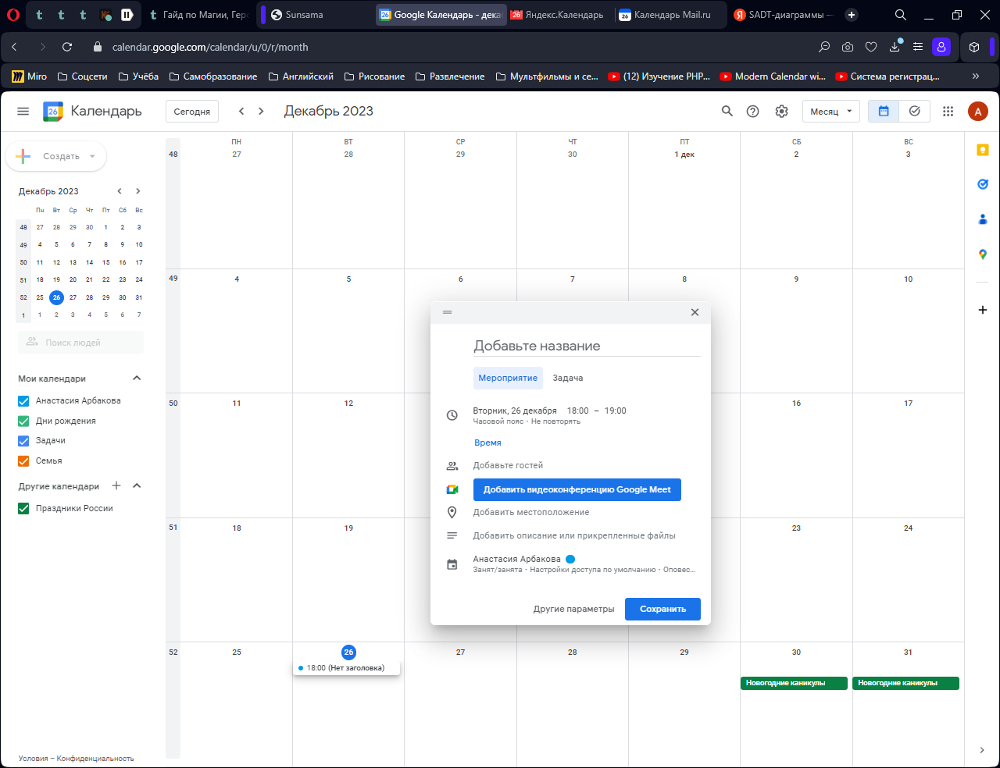 Гайд по Магии, Геро
Sunsama
Google Календарь - дека
Яндекс.Календарь
Календарь Mail.ru
SADT-диаграммы —
calendar.google.com/calendar/u/0/r/month
Miro
Соцсети
Учёба
Самобразование
Английский
Рисование
Развлечение
Мультфильмы и се...
(12) Изучение PHP...
Modern Calendar wi...
Система регистрац...
26 Календарь
Сегодня
Декабрь 2023
Месяц
А
Создать
Декабрь 2023
Пн Вт Ср Чт Пт Сб Вс
48 27 28 29 30 1 2 3
49 4 5 6 7 8 9 10
50 11 12 13 14 15 16 17
51 18 19 20 21 22 23 24
52 25 26 27 28 29 30 31
1 1 2 3 4 5 6 7
Поиск людей
Мои календари
Анастасия Арбакова
Дни рождения
Задачи
Семья
Другие календари
Праздники России
Условия – Конфиденциальность
ПН ВТ СР ЧТ ПТ СБ ВС
48 27 28 29 30 1 дек 2 3
49 4 5 6 7 8 9 10
50 11 12 16 17
51 18 19 23 24
52 25 26 27 28 29 30 31
18:00 (Нет заголовка)
Новогодние каникулы
Новогодние каникулы
Добавьте название
Мероприятие
Задача
Вторник, 26 декабря 18:00 – 19:00
Часовой пояс · Не повторять
Время
Добавьте гостей
Добавить видеоконференцию Google Meet
Добавить местоположение
Добавить описание или прикрепленные файлы
Анастасия Арбакова
Занят/занята · Настройки доступа по умолчанию · Оповес...
Другие параметры
Сохранить